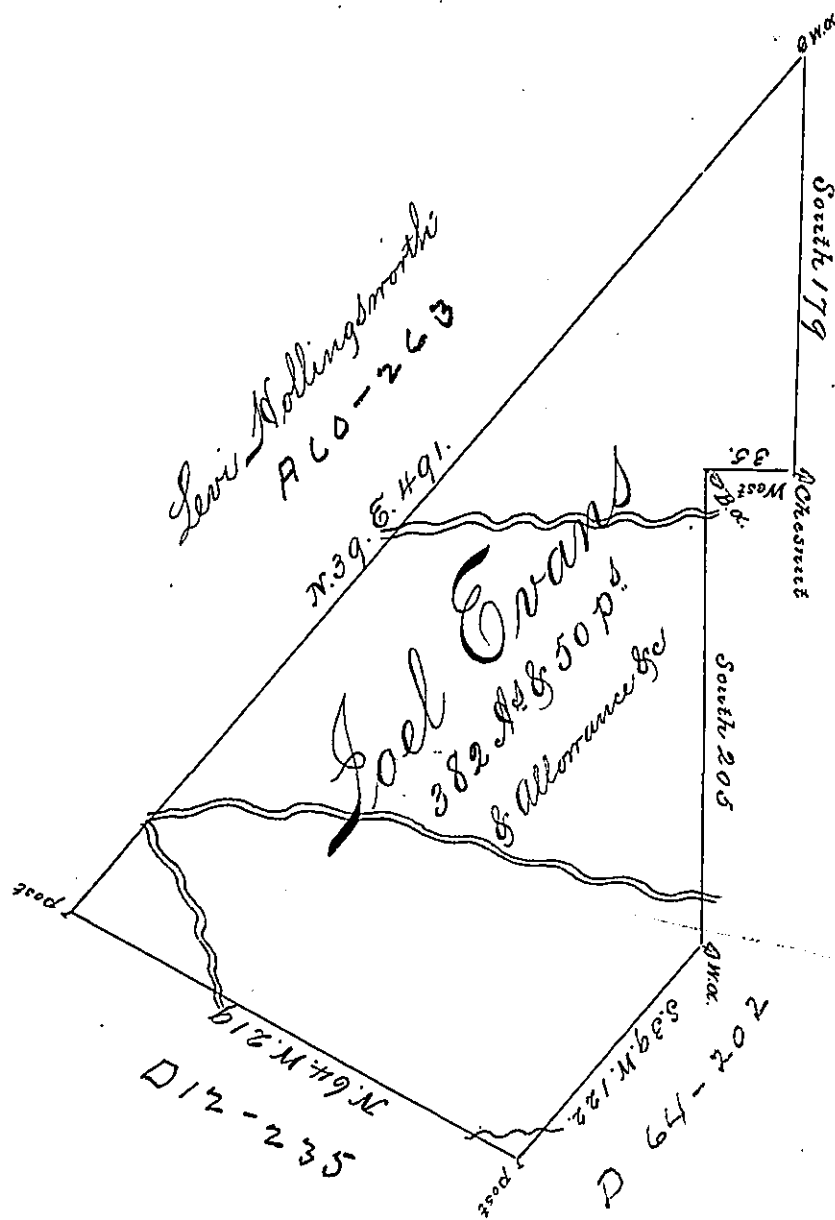 W.O.
South 179
Chesnut
West
35.
South 205
W.O.
S.39.W.122.
post
N.64.W.219
post
N.39.E.491.
Levi Hollingsworth
A60-263
Joel Evans
382 As & 50 ps
& Allowance &c
D 64-202
D12-235